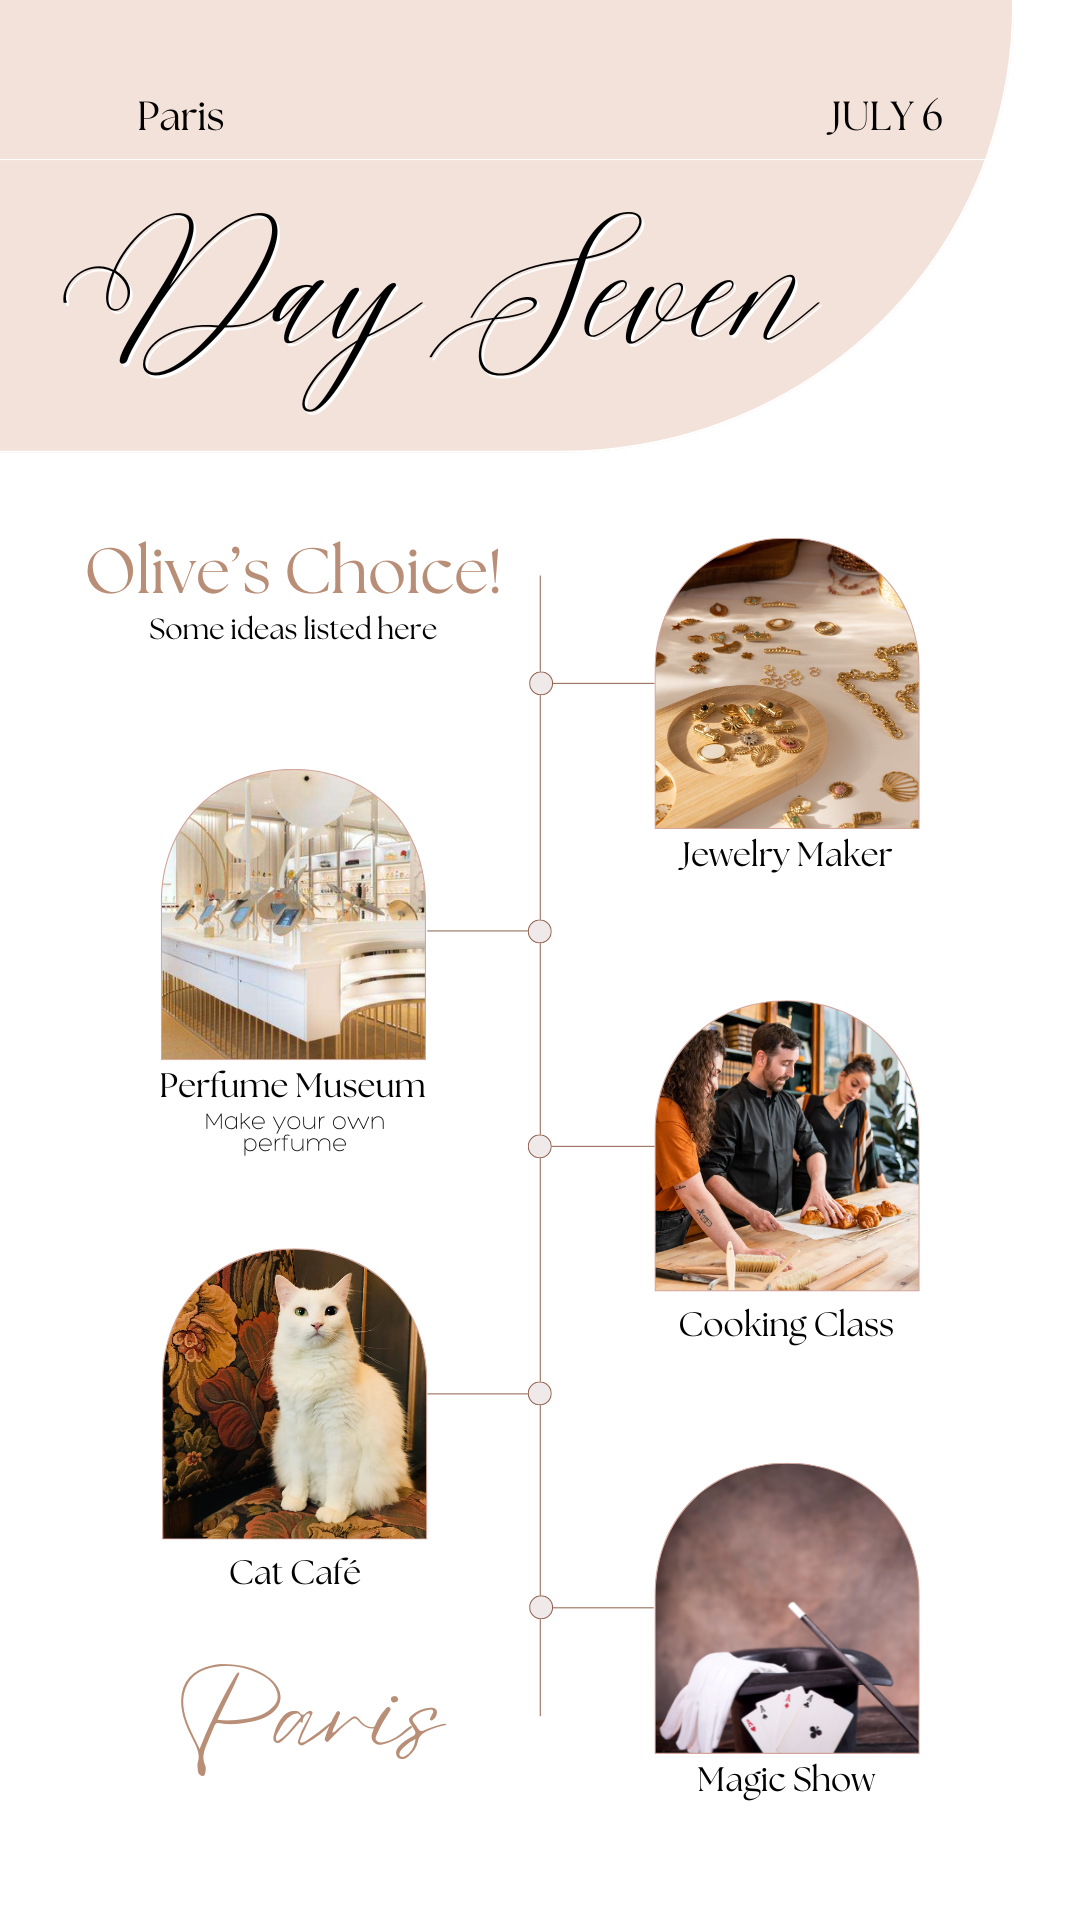 Paris
JULY 6
Day Seven
Olive's Choice!
Some ideas listed here
Jewelry Maker
Perfume Museum
Make your own
perfume
Cooking Class
Cat Café
Paris
Magic Show